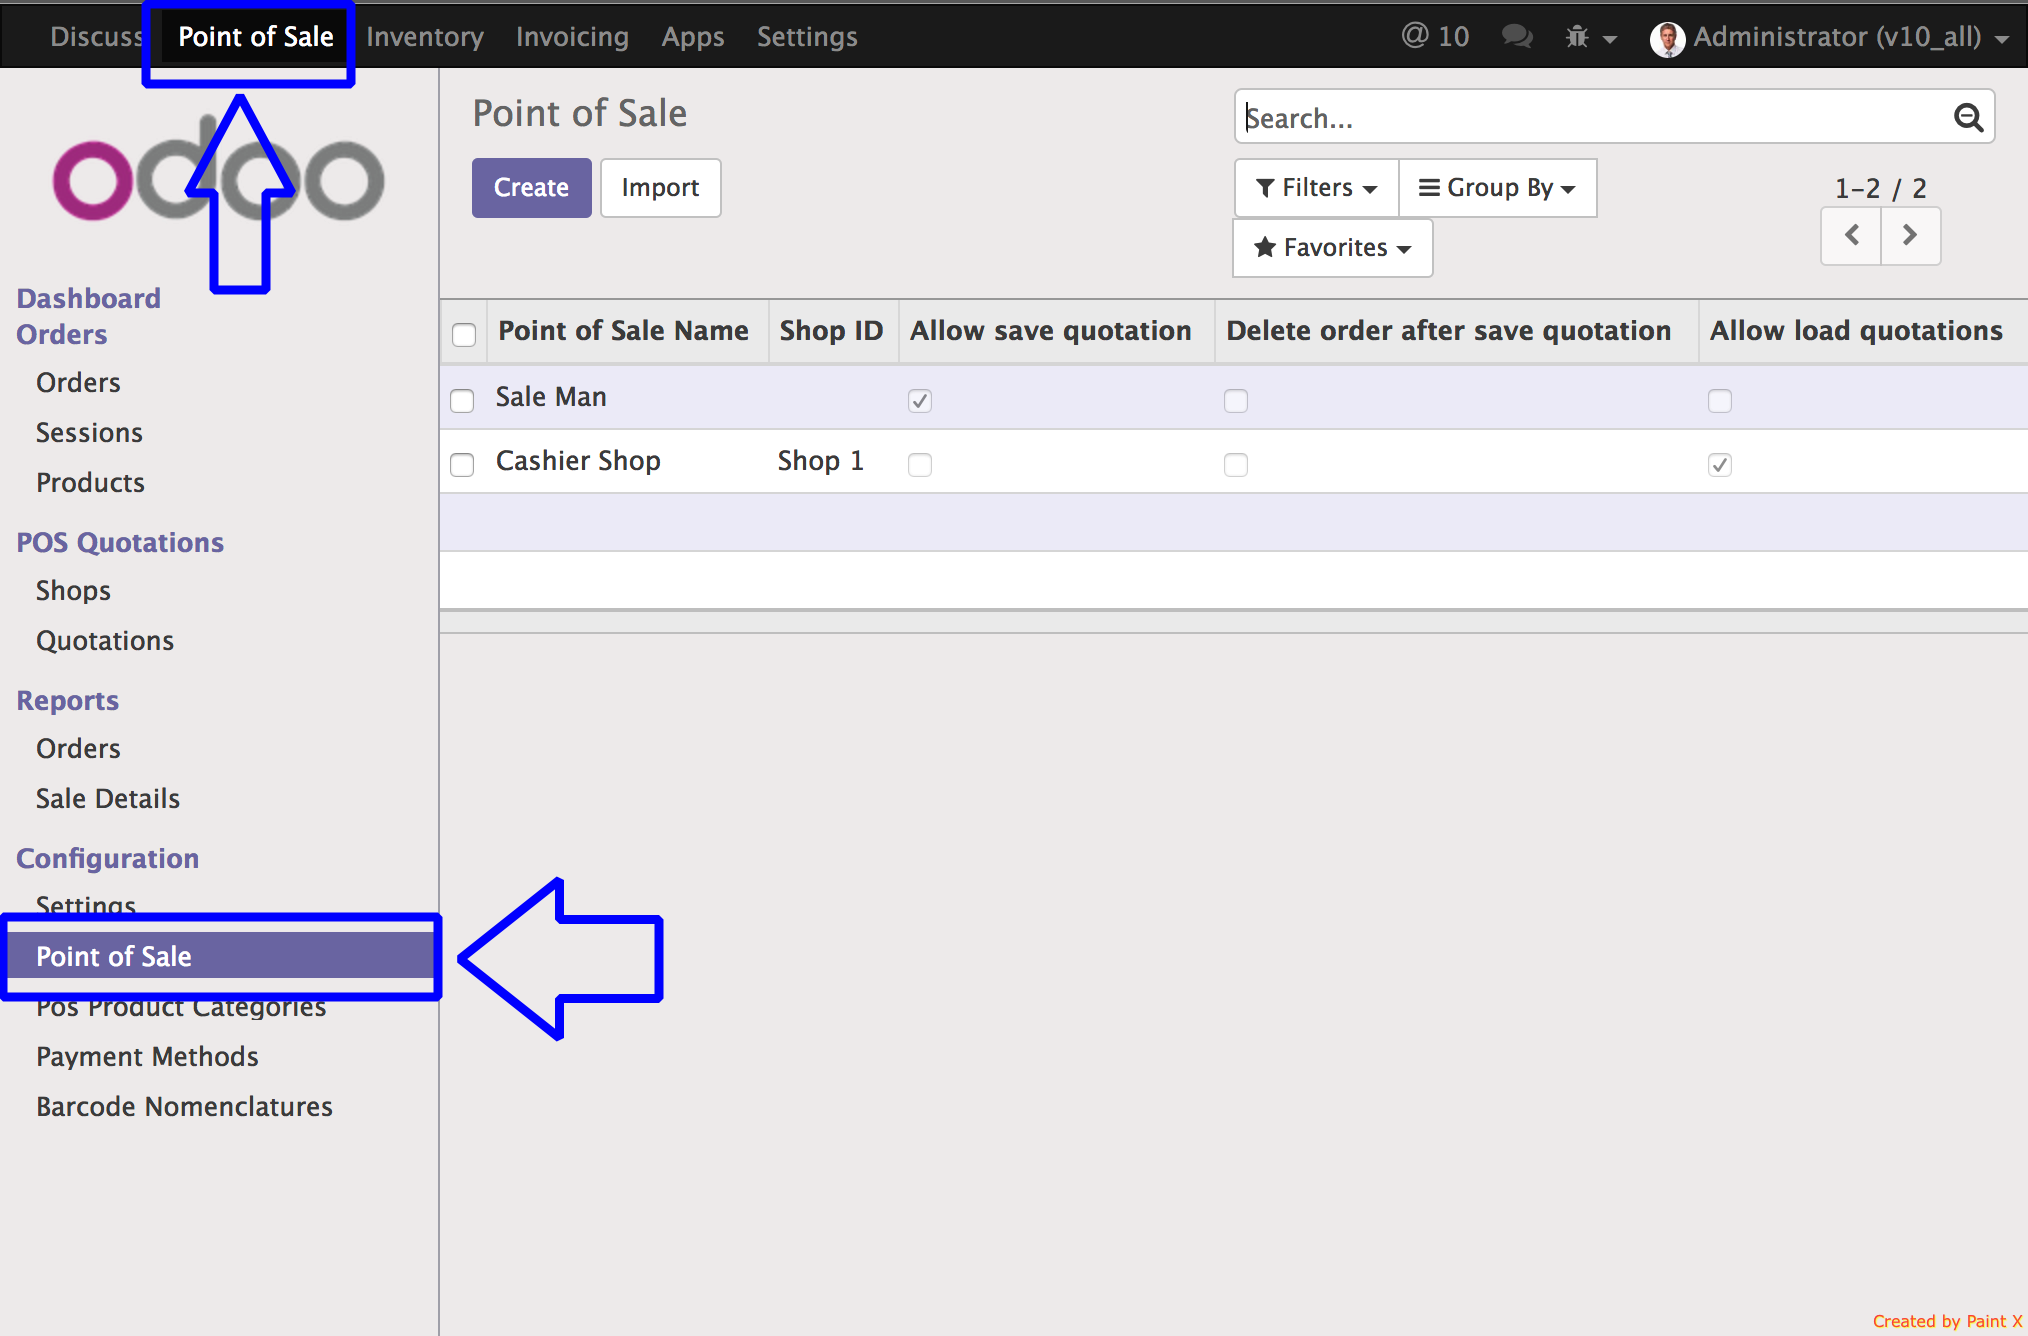 Discuss Point of Sale Inventory Invoicing Apps Settings @ 10 Administrator (v10_all)
odoo
Dashboard
Orders
Orders
Sessions
Products
POS Quotations
Shops
Quotations
Reports
Orders
Sale Details
Configuration
Settings
Point of Sale
Pos Product Categories
Payment Methods
Barcode Nomenclatures
Point of Sale
Search...
Create Import
Filters Group By
Favorites
1-2 / 2
Point of Sale Name Shop ID Allow save quotation Delete order after save quotation Allow load quotations
Sale Man
Cashier Shop Shop 1
Created by Paint X